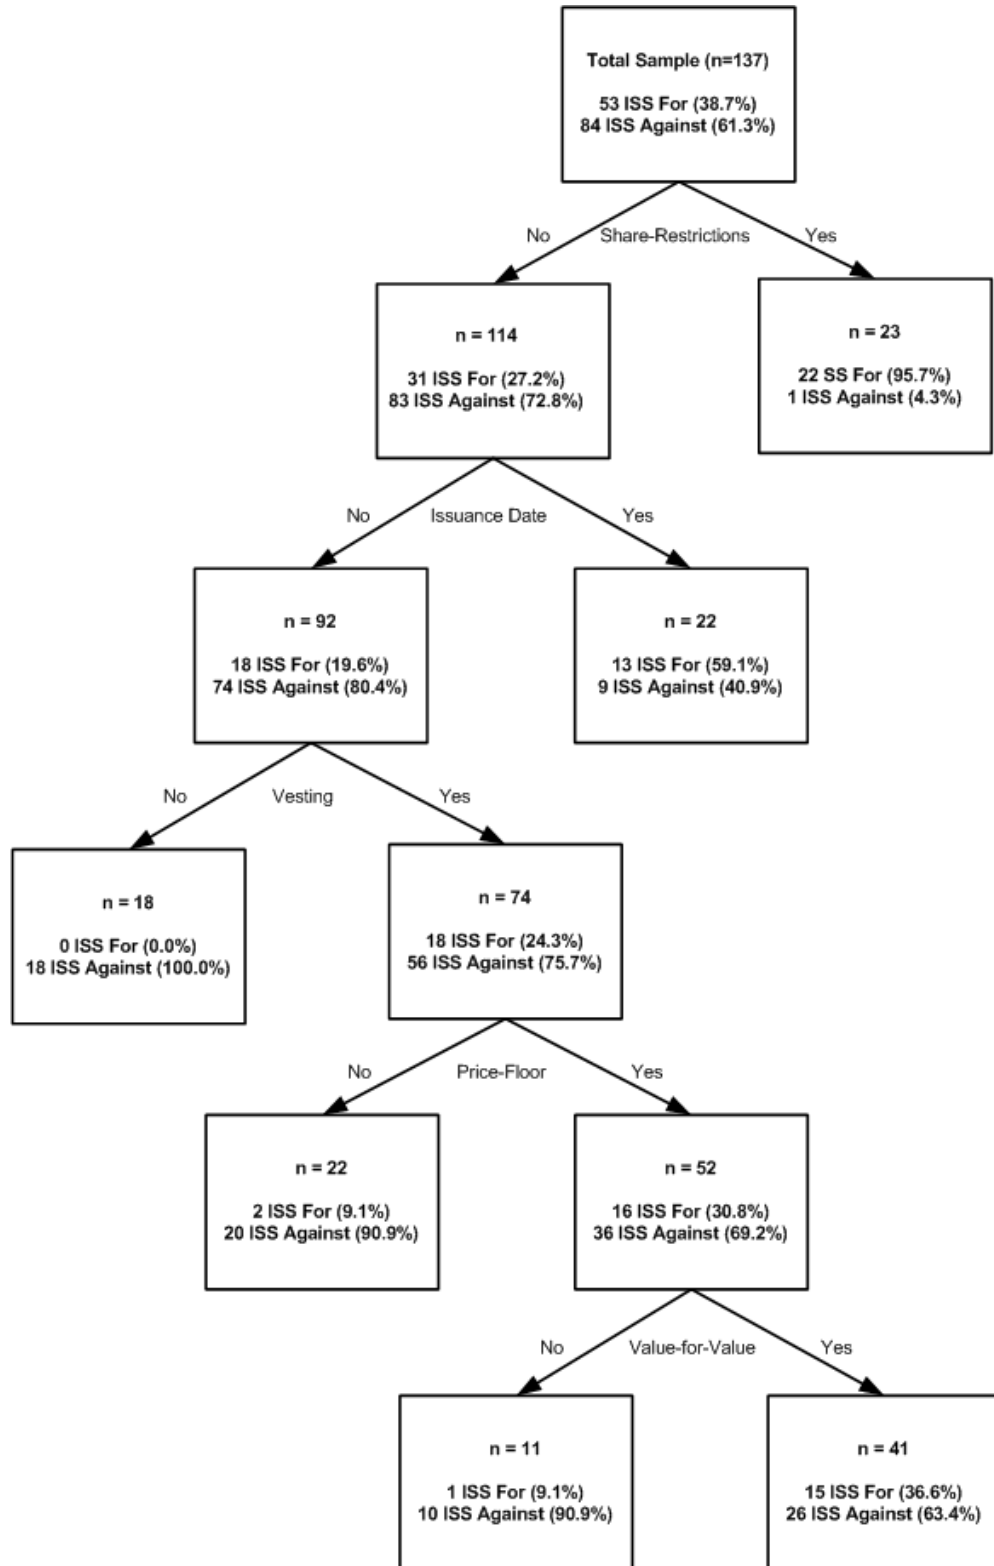 Total Sample (n=137)
53 ISS For (38.7%)
84 ISS Against (61.3%)
No Share-Restrictions Yes
n = 114
31 ISS For (27.2%)
83 ISS Against (72.8%)
n = 23
22 SS For (95.7%)
1 ISS Against (4.3%)
No Issuance Date Yes
n = 92
18 ISS For (19.6%)
74 ISS Against (80.4%)
n = 22
13 ISS For (59.1%)
9 ISS Against (40.9%)
No Vesting Yes
n = 18
0 ISS For (0.0%)
18 ISS Against (100.0%)
n = 74
18 ISS For (24.3%)
56 ISS Against (75.7%)
No Price-Floor Yes
n = 22
2 ISS For (9.1%)
20 ISS Against (90.9%)
n = 52
16 ISS For (30.8%)
36 ISS Against (69.2%)
No Value-for-Value Yes
n = 11
1 ISS For (9.1%)
10 ISS Against (90.9%)
n = 41
15 ISS For (36.6%)
26 ISS Against (63.4%)